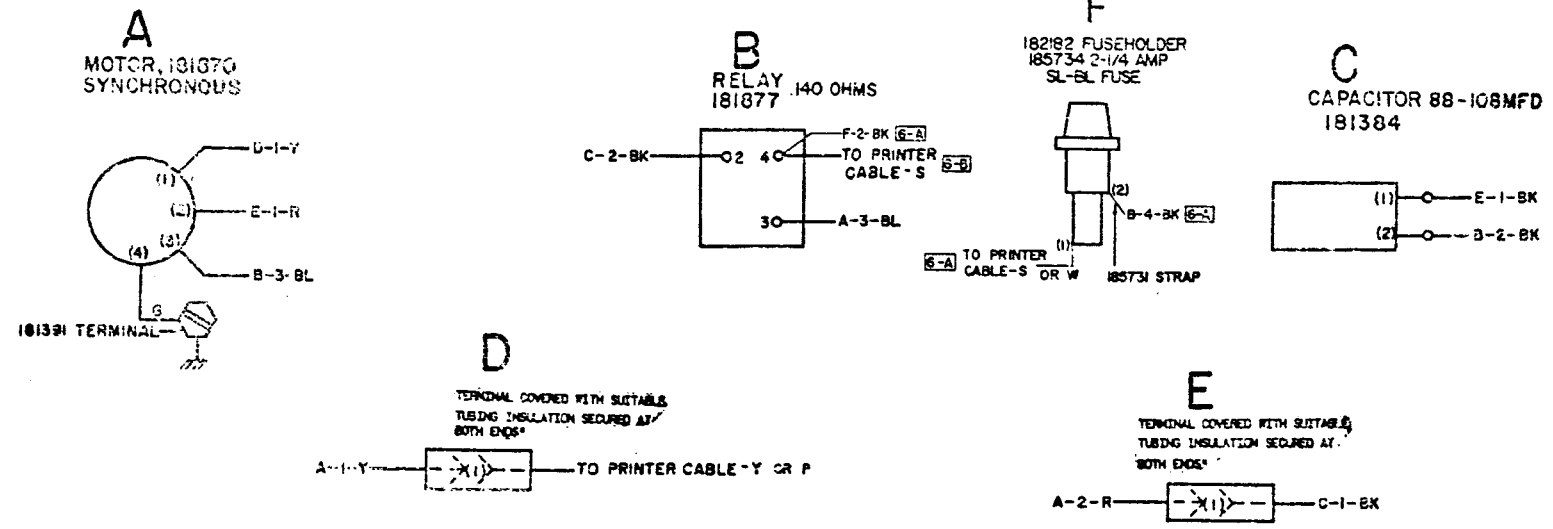 A
MOTOR, 181870
SYNCHRONOUS
(1)
D-1-Y
(2)
E-1-R
(3)
B-3-BL
(4)
G
181391 TERMINAL
B
RELAY .140 OHMS
181877
C-2-BK
2
4
F-2-BK 6-A
TO PRINTER
CABLE-S
6-B
3
A-3-BL
F
182182 FUSEHOLDER
185734 2-1/4 AMP
SL-BL FUSE
(2)
B-4-BK 6-A
(1)
6-A TO PRINTER
CABLE-S OR W
185731 STRAP
C
CAPACITOR 88-108MFD
181384
(1)
E-1-BK
(2)
B-2-BK
D
TERMINAL COVERED WITH SUITABLE
TUBING INSULATION SECURED AT
BOTH ENDS"
A-1-Y
(1)
TO PRINTER CABLE-Y OR P
E
TERMINAL COVERED WITH SUITABLE
TUBING INSULATION SECURED AT
BOTH ENDS"
A-2-R
(1)
C-1-BK